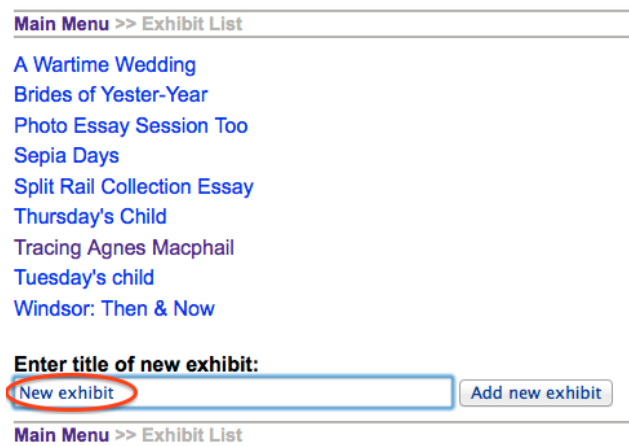 Main Menu >> Exhibit List
A Wartime Wedding
Brides of Yester-Year
Photo Essay Session Too
Sepia Days
Split Rail Collection Essay
Thursday's Child
Tracing Agnes Macphail
Tuesday's child
Windsor: Then & Now
Enter title of new exhibit:
New exhibit Add new exhibit
Main Menu >> Exhibit List